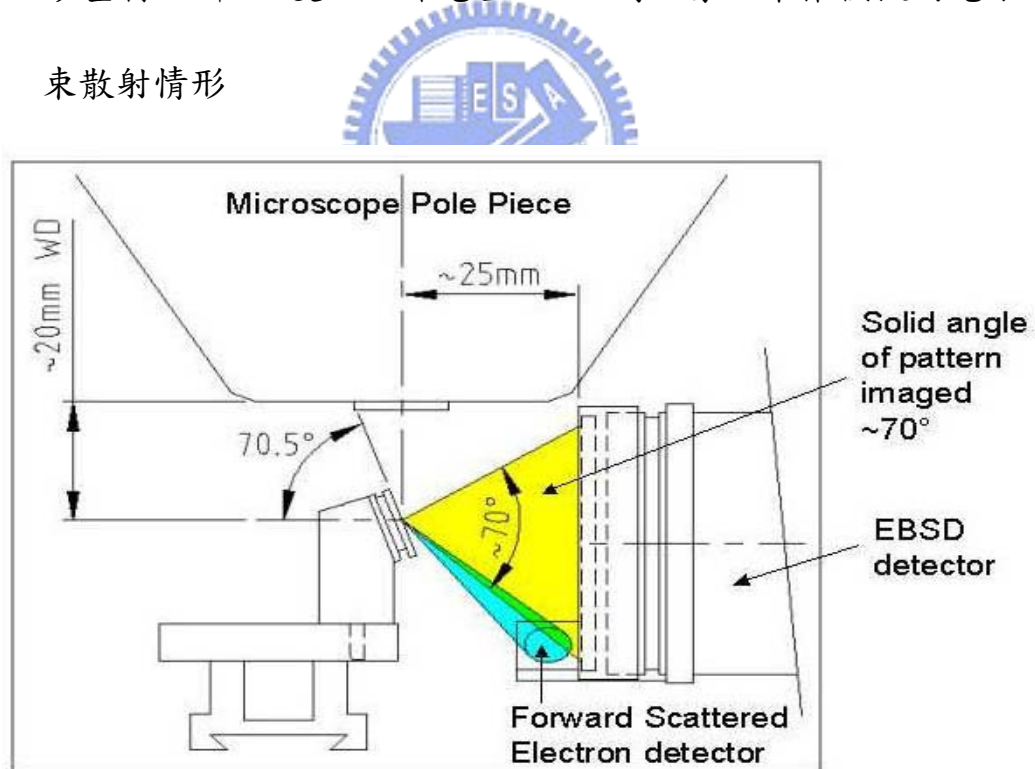 束散射情形
E S A
Microscope Pole Piece
~20mm WD
~25mm
70.5°
~70°
Solid angle
of pattern
imaged
~70°
EBSD
detector
Forward Scattered
Electron detector